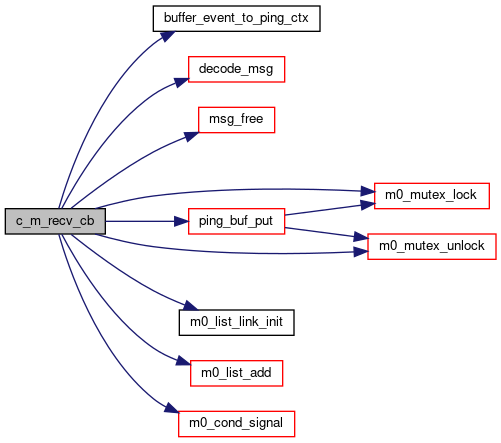 buffer_event_to_ping_ctx
decode_msg
msg_free
c_m_recv_cb
ping_buf_put
m0_mutex_lock
m0_mutex_unlock
m0_list_link_init
m0_list_add
m0_cond_signal